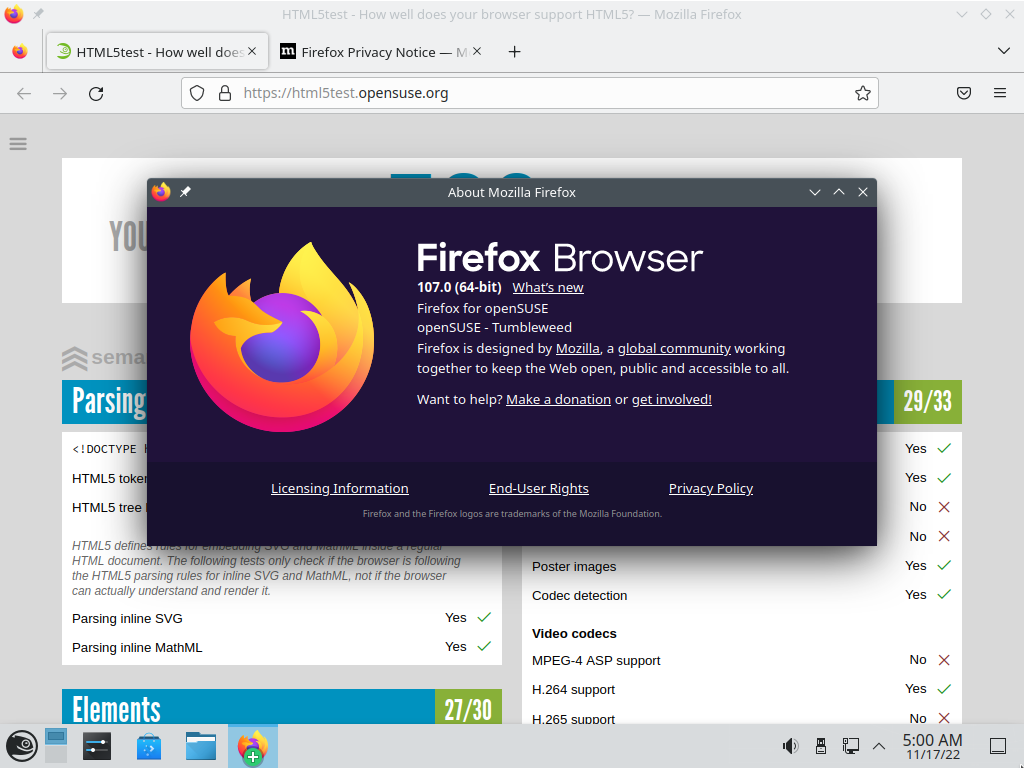 HTML5test - How well does your browser support HTML5? — Mozilla Firefox
HTML5test - How well does
Firefox Privacy Notice — M
https://html5test.opensuse.org
About Mozilla Firefox
YOU
Firefox Browser
107.0 (64-bit) What's new
Firefox for openSUSE
openSUSE - Tumbleweed
Firefox is designed by Mozilla, a global community working
together to keep the Web open, public and accessible to all.
Want to help? Make a donation or get involved!
Licensing Information End-User Rights Privacy Policy
Firefox and the Firefox logos are trademarks of the Mozilla Foundation.
sema
Parsing
<!DOCTYPE
HTML5 token
HTML5 tree
HTML5 defines rules for embedding SVG and MathML inside a regular
HTML document. The following tests only check if the browser is following
the HTML5 parsing rules for inline SVG and MathML, not if the browser
can actually understand and render it.
Parsing inline SVG Yes
Parsing inline MathML Yes
Elements 27/30
29/33
Yes
Yes
No
No
Poster images Yes
Codec detection Yes
Video codecs
MPEG-4 ASP support No
H.264 support Yes
H.265 support No
5:00 AM
11/17/22